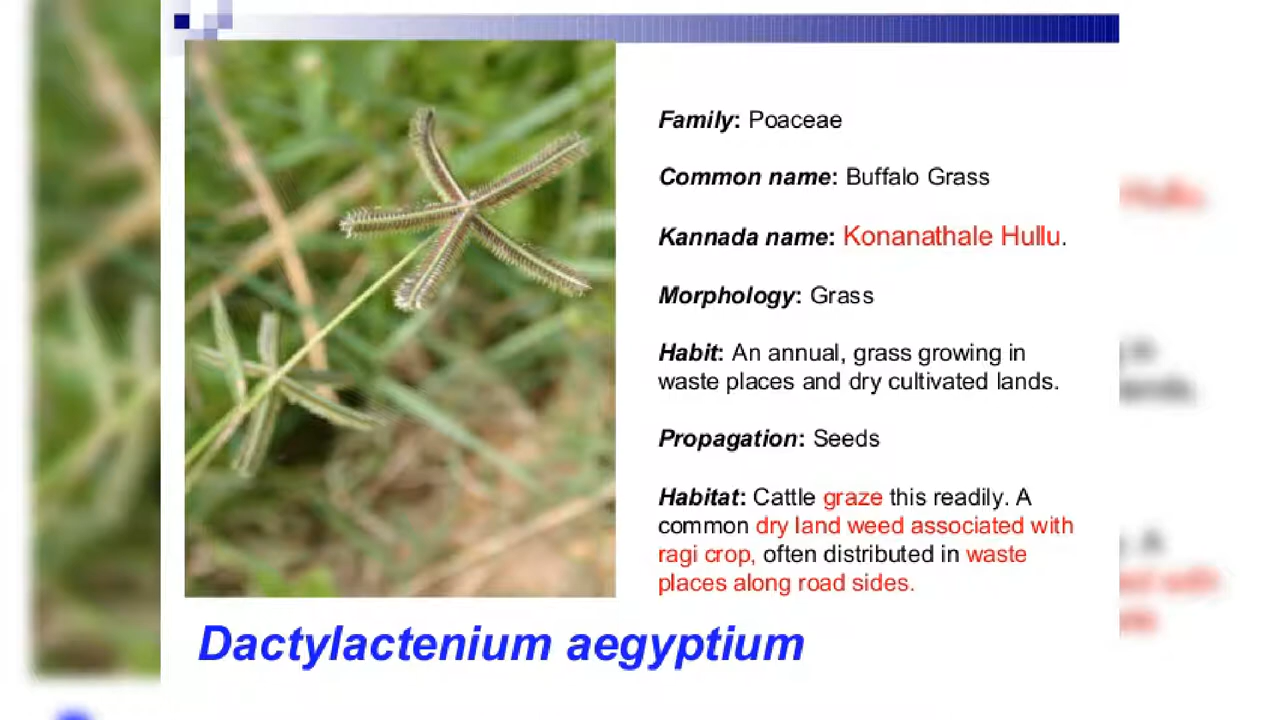 Family: Poaceae
Common name: Buffalo Grass
Kannada name: Konanathale Hullu.
Morphology: Grass
Habit: An annual, grass growing in
waste places and dry cultivated lands.
Propagation: Seeds
Habitat: Cattle graze this readily. A
common dry land weed associated with
ragi crop, often distributed in waste
places along road sides.
Dactylactenium aegyptium